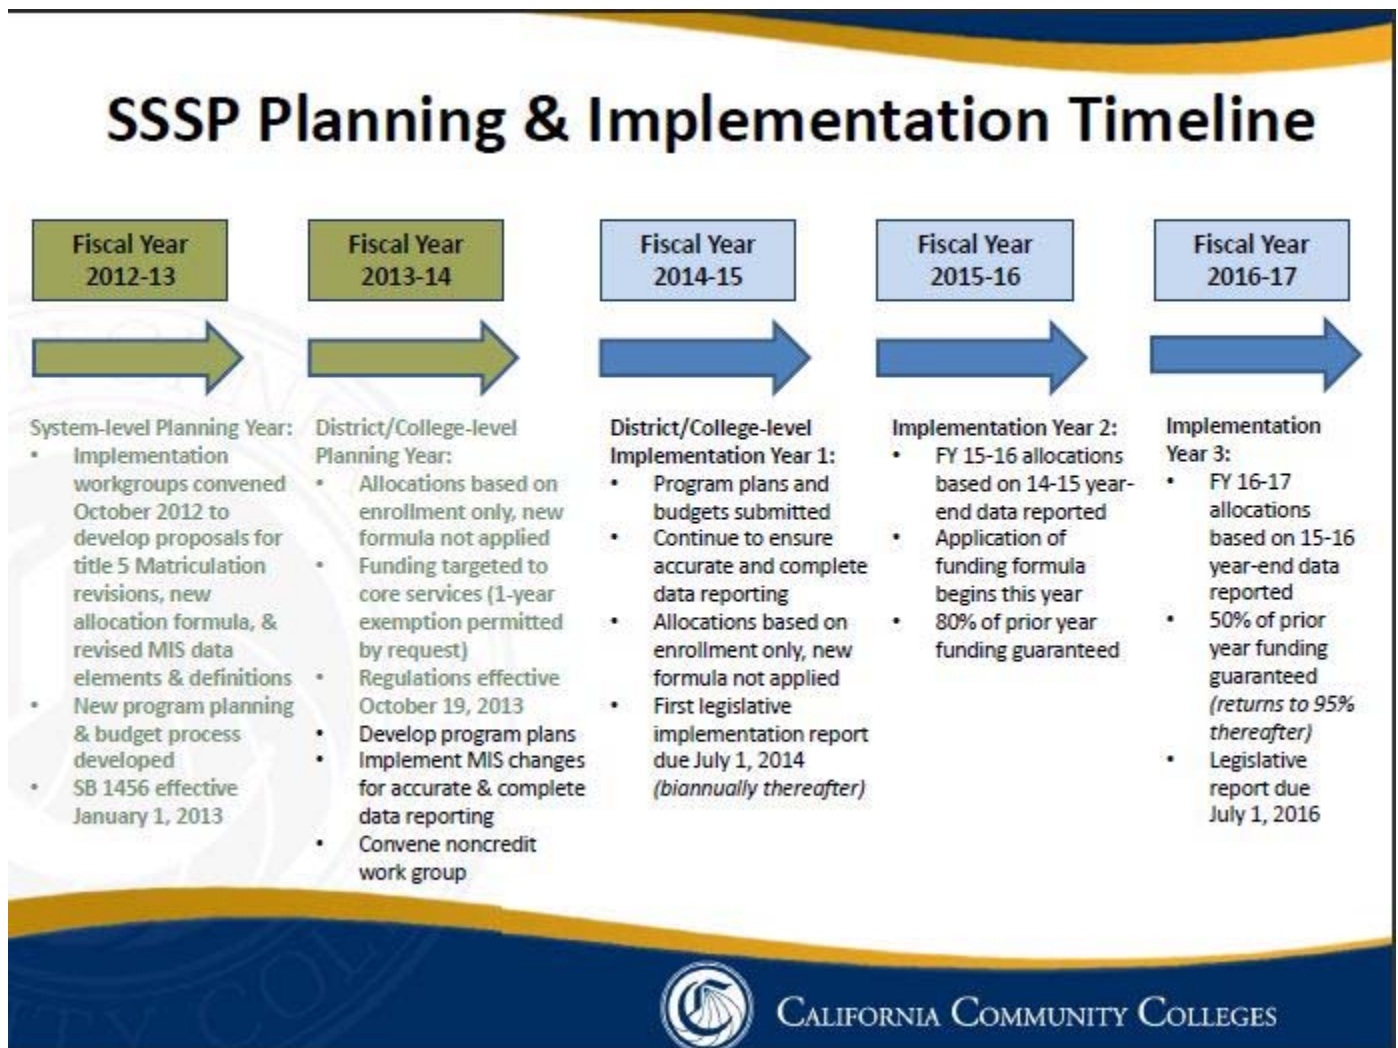 SSSP Planning & Implementation Timeline
Fiscal Year
2012-13
System-level Planning Year:
• Implementation
workgroups convened
October 2012 to
develop proposals for
title 5 Matriculation
revisions, new
allocation formula, &
revised MIS data
elements & definitions
• New program planning
& budget process
developed
• SB 1456 effective
January 1, 2013
Fiscal Year
2013-14
District/College-level
Planning Year:
• Allocations based on
enrollment only, new
formula not applied
• Funding targeted to
core services (1-year
exemption permitted
by request)
• Regulations effective
October 19, 2013
• Develop program plans
• Implement MIS changes
for accurate & complete
data reporting
• Convene noncredit
work group
Fiscal Year
2014-15
District/College-level
Implementation Year 1:
• Program plans and
budgets submitted
• Continue to ensure
accurate and complete
data reporting
• Allocations based on
enrollment only, new
formula not applied
• First legislative
implementation report
due July 1, 2014
(biannually thereafter)
Fiscal Year
2015-16
Implementation Year 2:
• FY 15-16 allocations
based on 14-15 year-
end data reported
• Application of
funding formula
begins this year
• 80% of prior year
funding guaranteed
Fiscal Year
2016-17
Implementation
Year 3:
• FY 16-17
allocations
based on 15-16
year-end data
reported
• 50% of prior
year funding
guaranteed
(returns to 95%
thereafter)
• Legislative
report due
July 1, 2016
CALIFORNIA COMMUNITY COLLEGES